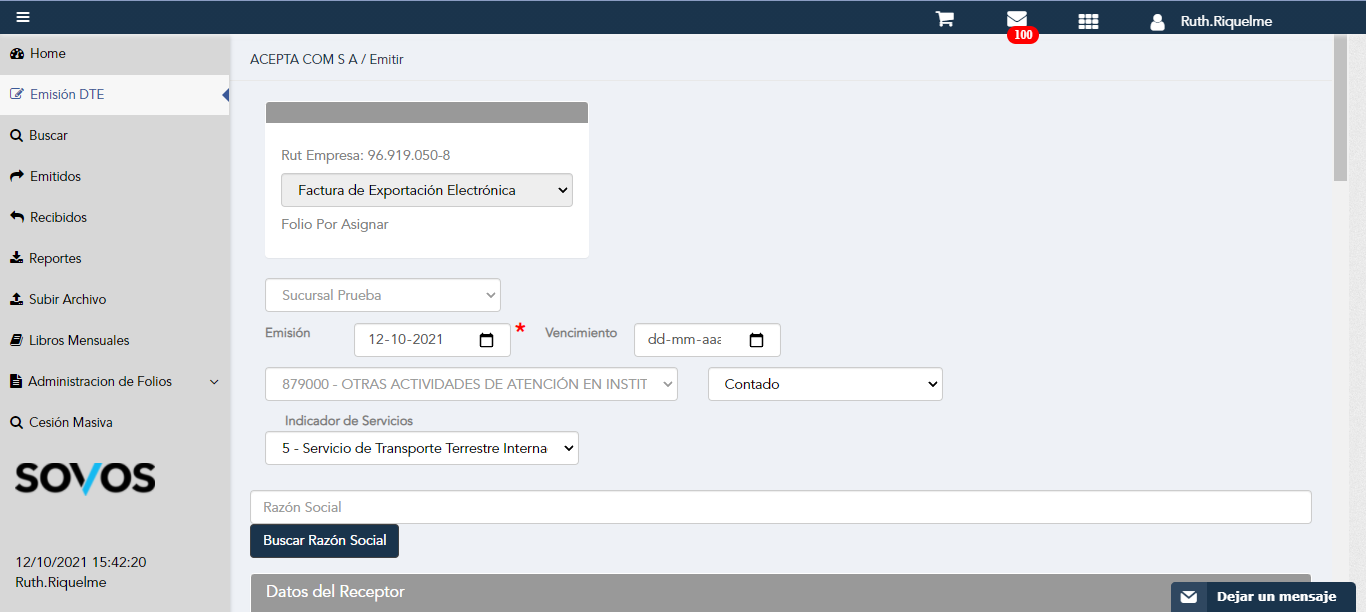 100
Ruth.Riquelme
Home
Emisión DTE
Buscar
Emitidos
Recibidos
Reportes
Subir Archivo
Libros Mensuales
Administracion de Folios
Cesión Masiva
SOVOS
12/10/2021 15:42:20
Ruth.Riquelme
ACEPTA COM S A / Emitir
Rut Empresa: 96.919.050-8
Factura de Exportación Electrónica
Folio Por Asignar
Sucursal Prueba
Emisión 12-10-2021 * Vencimiento dd-mm-aaa
879000 - OTRAS ACTIVIDADES DE ATENCIÓN EN INSTIT Contado
Indicador de Servicios
5 - Servicio de Transporte Terrestre Interna
Razón Social
Buscar Razón Social
Datos del Receptor
Dejar un mensaje